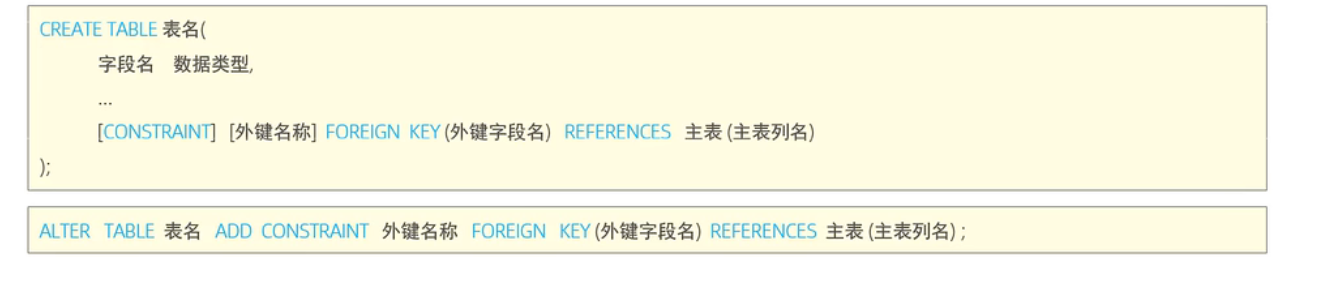 CREATE TABLE 表名(
字段名 数据类型,
...
[CONSTRAINT] [外键名称] FOREIGN KEY (外键字段名) REFERENCES 主表 (主表列名)
);
ALTER TABLE 表名 ADD CONSTRAINT 外键名称 FOREIGN KEY (外键字段名) REFERENCES 主表 (主表列名) ;